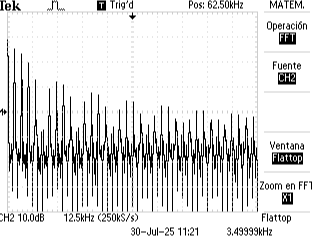 Tek Trig'd Pos: 62.50kHz MATEM.
Operación
FFT
Fuente
CH2
Ventana
Flattop
Zoom en FFT
X1
CH2 10.0dB 12.5kHz (250kS/s) Flattop
30-Jul-25 11:21 3.49999kHz